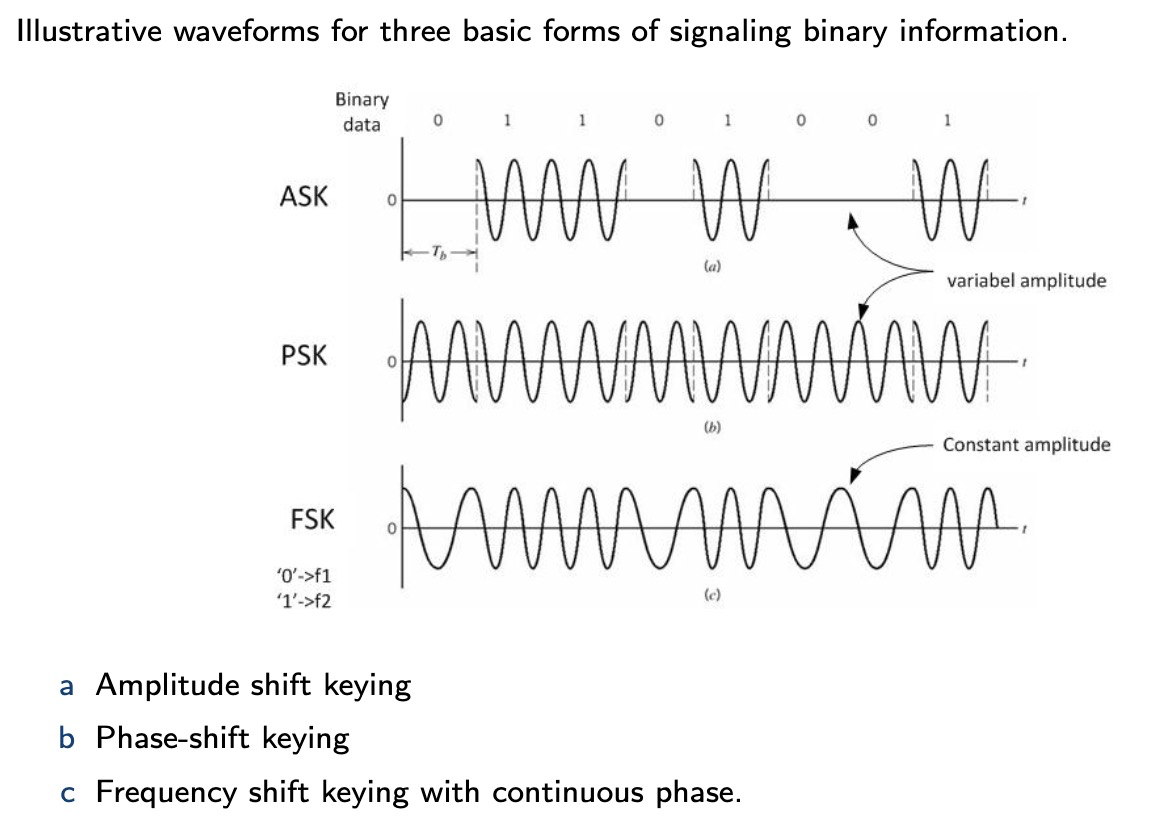 Illustrative waveforms for three basic forms of signaling binary information.
Binary
data
0 1 1 0 1 0 0 1
ASK
0
t
Tb
(a)
variabel amplitude
PSK
0
t
(b)
Constant amplitude
FSK
0
t
‘0’->f1
‘1’->f2
(c)
a Amplitude shift keying
b Phase-shift keying
c Frequency shift keying with continuous phase.